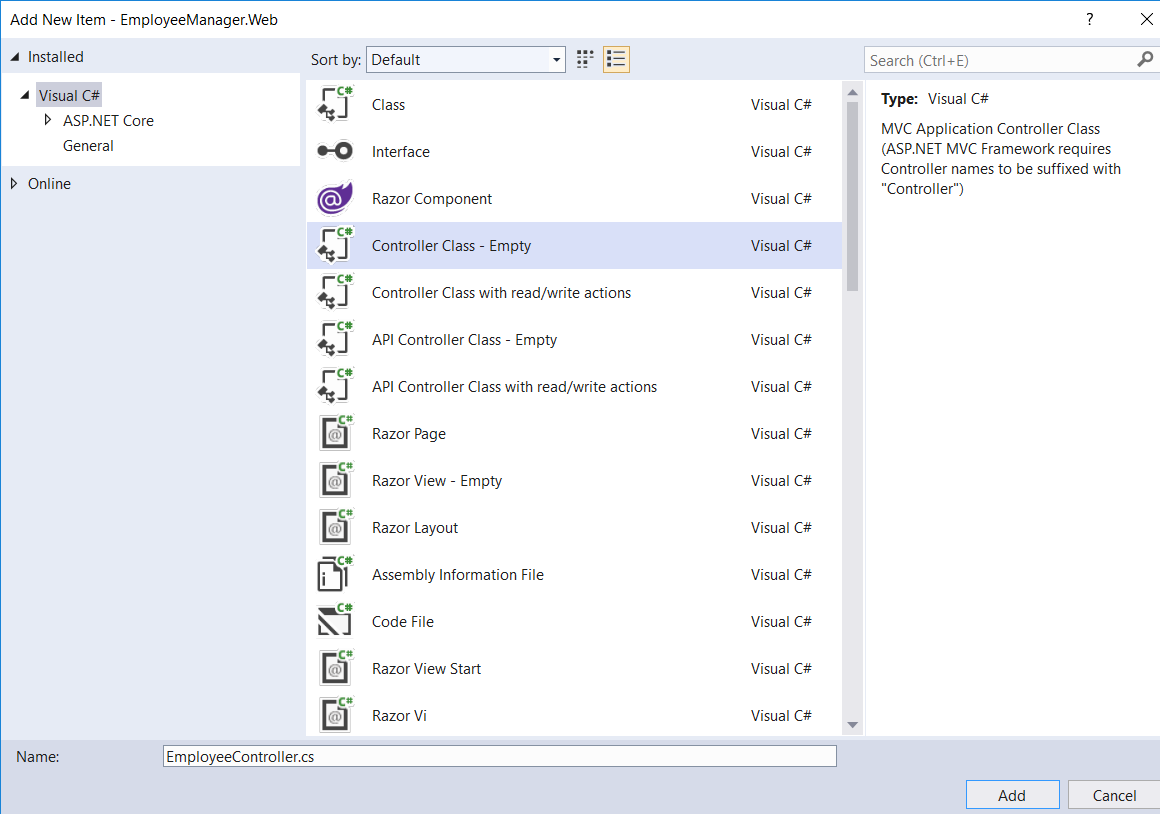 Add New Item - EmployeeManager.Web
?
Installed
Visual C#
ASP.NET Core
General
Online
Sort by: Default
Search (Ctrl+E)
Class Visual C#
Interface Visual C#
Razor Component Visual C#
Controller Class - Empty Visual C#
Controller Class with read/write actions Visual C#
API Controller Class - Empty Visual C#
API Controller Class with read/write actions Visual C#
Razor Page Visual C#
Razor View - Empty Visual C#
Razor Layout Visual C#
Assembly Information File Visual C#
Code File Visual C#
Razor View Start Visual C#
Razor Vi Visual C#
Type: Visual C#
MVC Application Controller Class
(ASP.NET MVC Framework requires
Controller names to be suffixed with
"Controller")
Name: EmployeeController.cs
Add Cancel